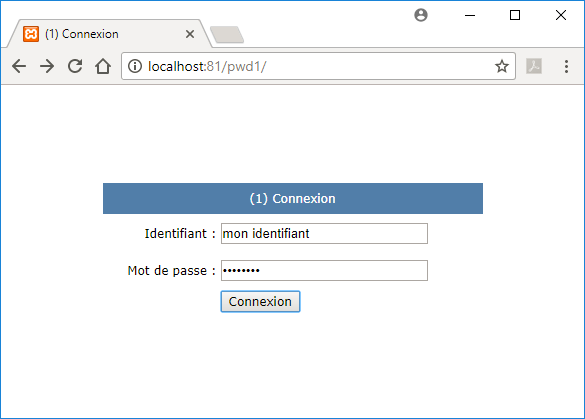 (1) Connexion
localhost:81/pwd1/
(1) Connexion
Identifiant : mon identifiant
Mot de passe : ••••••••
Connexion